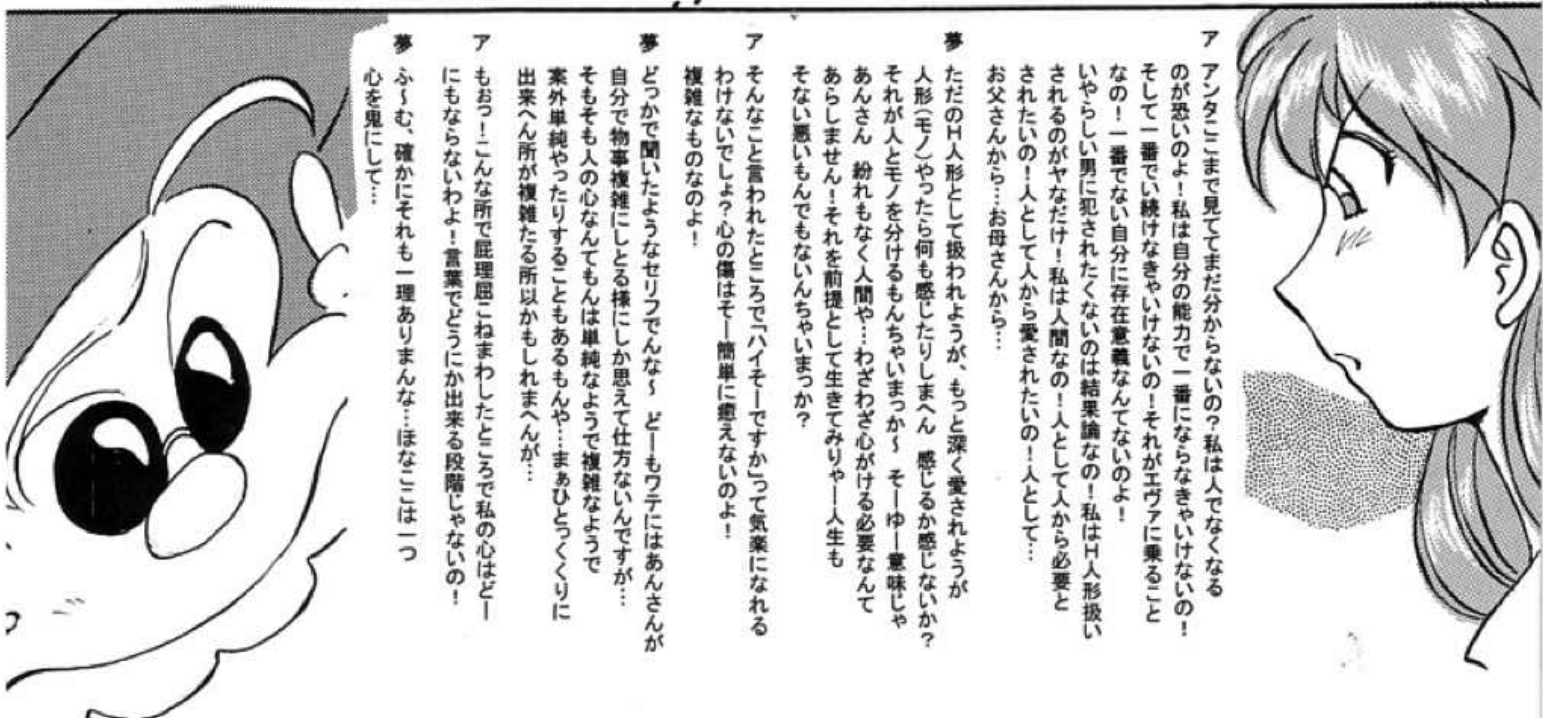 ア アンタここまで見ててまだ分からないの?私は人でなくなる
のが恐いのよ!私は自分の能力で一番にならなきゃいけないの!
そして一番でい続けなきゃいけないの!それがエヴァに乗ること
なの!一番でない自分に存在意義なんてないのよ!
いやらしい男に犯されたくないのは結果論なの!私はH人形扱い
されるのがヤなだけ!私は人間なの!人として人から必要と
されたいの!人として人から愛されたいの!人として…
お父さんから…お母さんから…
夢 ただのH人形として扱われようが、もっと深く愛されようが
人形(モノ)やったら何も感じたりしまへん 感じるか感じないか?
それが人とモノを分けるもんちゃいまっか~ そーゆー意味じゃ
あんさん 紛れもなく人間や…わざわざ心がける必要なんて
あらしません!それを前提として生きてみりゃー人生も
そない悪いもんでもないんちゃいまっか?
ア そんなこと言われたところで「ハイそーですか」って気楽になれる
わけないでしょ?心の傷はそー簡単に癒えないのよ!
複雑なものなのよ!
夢 どっかで聞いたようなセリフでんな~ どーもワテにはあんさんが
自分で物事複雑にしとる様にしか思えて仕方ないんですが…
そもそも人の心なんてもんは単純なようで複雑なようで
案外単純やったりすることもあるもんや…まぁひとっくくりに
出来へん所が複雑たる所以かもしれまへんが…
ア もぉっ!こんな所で屁理屈こねまわしたところで私の心はどー
にもならないわよ!言葉でどうにか出来る段階じゃないの!
夢 ふ~む、確かにそれも一理ありまんな…ほなここは一つ
心を鬼にして…